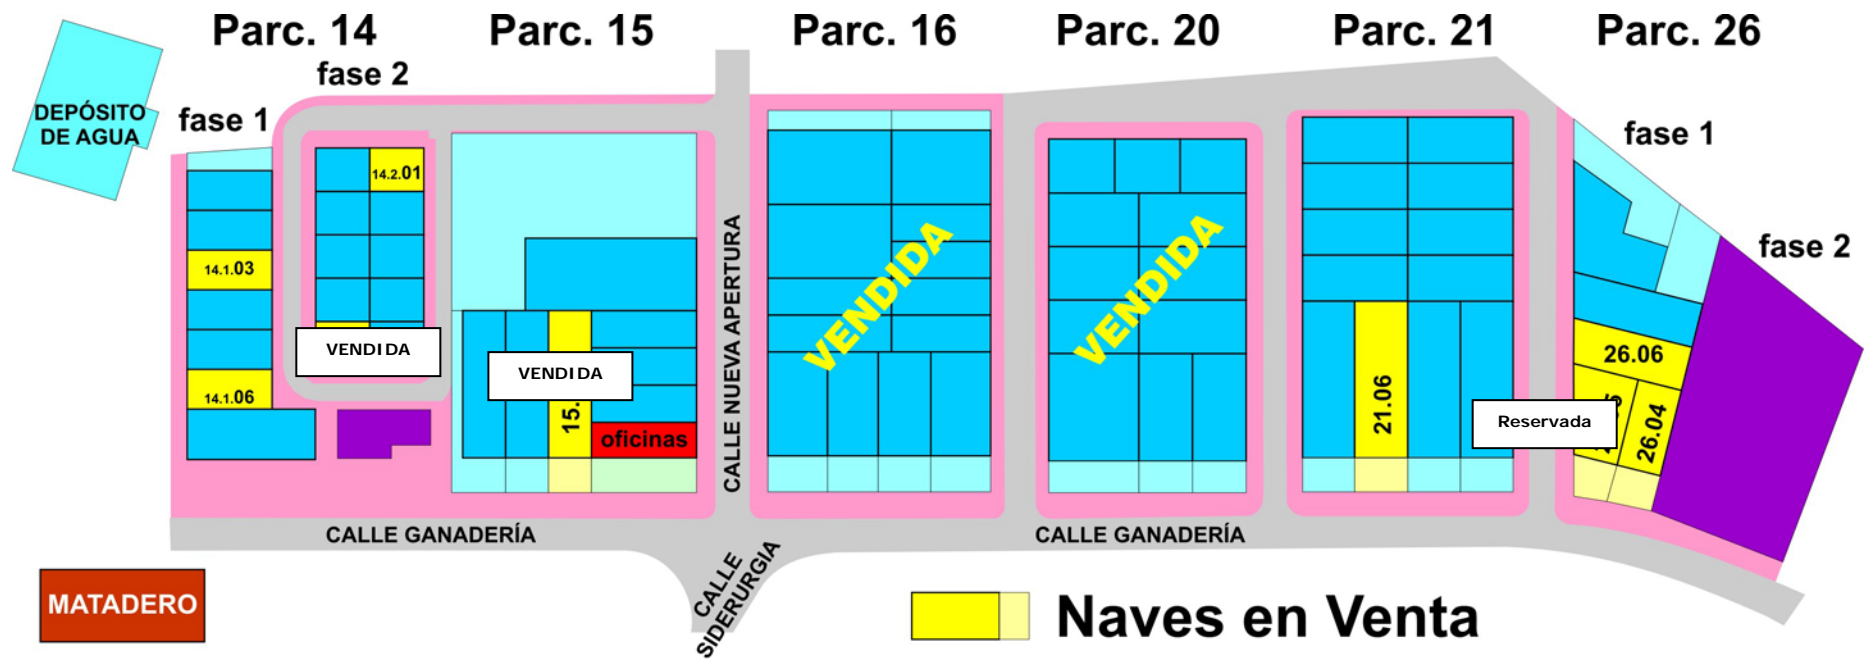 Parc. 14
Parc. 15
Parc. 16
Parc. 20
Parc. 21
Parc. 26
fase 2
fase 1
DEPÓSITO
DE AGUA
fase 1
fase 2
14.2.01
14.1.03
14.1.06
VENDIDA
VENDIDA
15.
oficinas
CALLE NUEVA APERTURA
VENDIDA
VENDIDA
21.06
26.06
Reservada
26.04
CALLE GANADERÍA
CALLE GANADERÍA
CALLE
SIDERURGIA
MATADERO
Naves en Venta